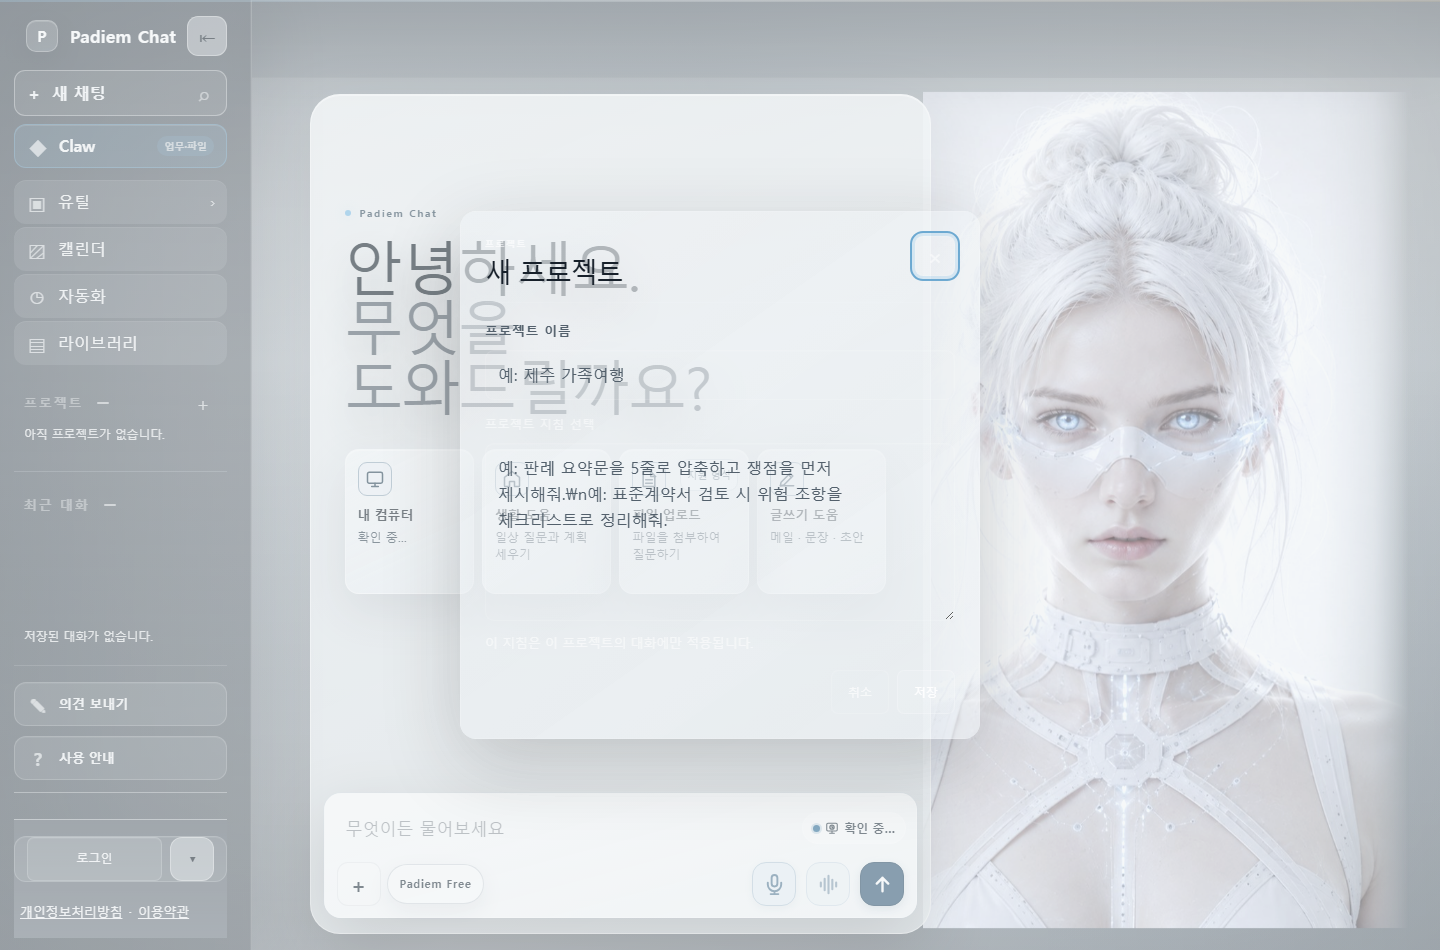 P Padiem Chat
+ 새 채팅
Claw 업무·파일
유틸
캘린더
자동화
라이브러리
프로젝트
아직 프로젝트가 없습니다.
최근 대화
저장된 대화가 없습니다.
의견 보내기
? 사용 안내
로그인
개인정보처리방침 · 이용약관
Padiem Chat
안녕하세요.
무엇을
도와드릴까요?
내 컴퓨터
확인 중...
생활 도움
일상 질문과 계획
세우기
파일 업로드
파일을 첨부하여
질문하기
글쓰기 도움
메일 · 문장 · 초안
프로젝트
새 프로젝트
프로젝트 이름
예: 제주 가족여행
프로젝트 지침 선택
예: 판례 요약문을 5줄로 압축하고 쟁점을 먼저
제시해줘.₩n예: 표준계약서 검토 시 위험 조항을
체크리스트로 정리해줘.
이 지침은 이 프로젝트의 대화에만 적용됩니다.
취소
저장
무엇이든 물어보세요
확인 중...
+
Padiem Free